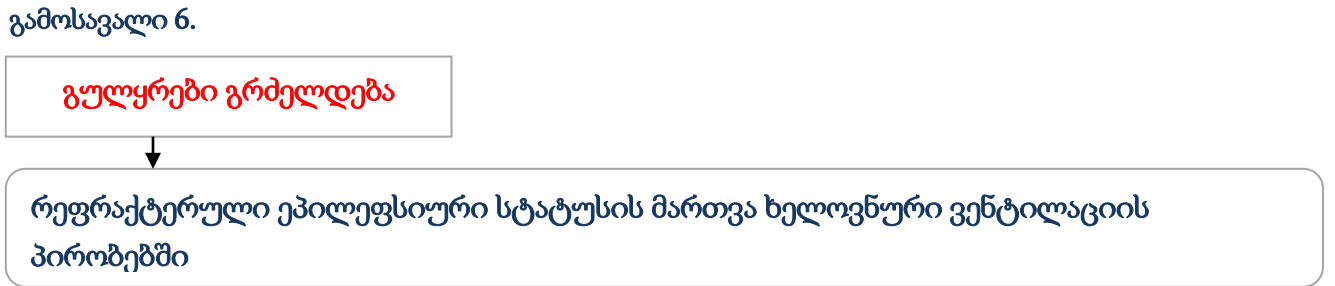 გამოსავალი 6.
გულყრები გრძელდება
რეფრაქტერული ეპილეფსიური სტატუსის მართვა ხელოვნური ვენტილაციის
პირობებში